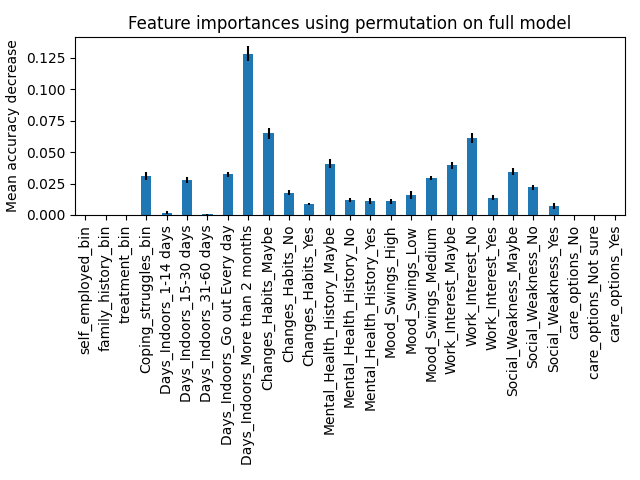 Feature importances using permutation on full model
Mean accuracy decrease
0.125
0.100
0.075
0.050
0.025
0.000
self_employed_bin
family_history_bin
treatment_bin
Coping_struggles_bin
Days_Indoors_1-14 days
Days_Indoors_15-30 days
Days_Indoors_31-60 days
Days_Indoors_Go out Every day
Days_Indoors_More than 2 months
Changes_Habits_Maybe
Changes_Habits_No
Changes_Habits_Yes
Mental_Health_History_Maybe
Mental_Health_History_No
Mental_Health_History_Yes
Mood_Swings_High
Mood_Swings_Low
Mood_Swings_Medium
Work_Interest_Maybe
Work_Interest_No
Work_Interest_Yes
Social_Weakness_Maybe
Social_Weakness_No
Social_Weakness_Yes
care_options_No
care_options_Not sure
care_options_Yes